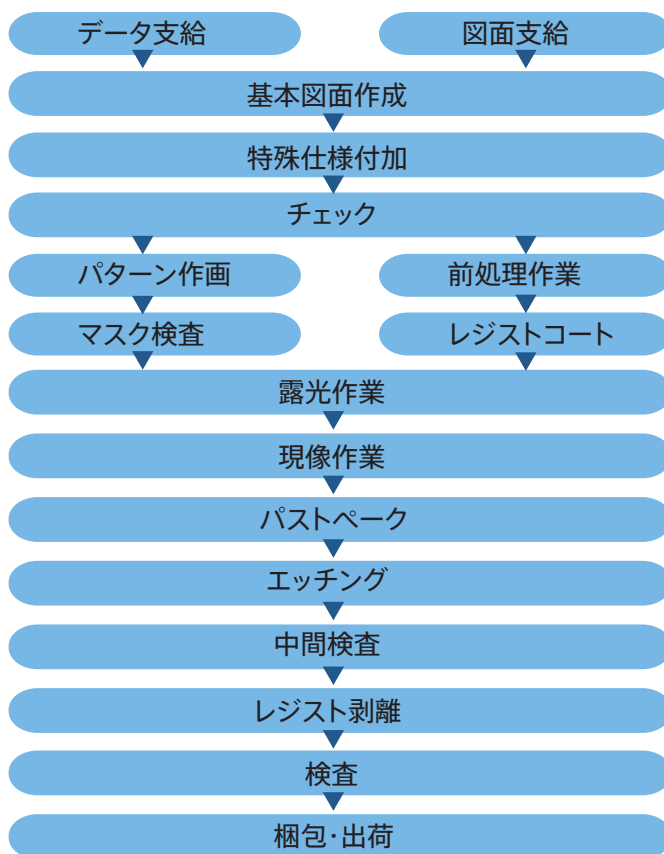 データ支給
図面支給
基本図面作成
特殊仕様付加
チェック
パターン作画
前処理作業
マスク検査
レジストコート
露光作業
現像作業
パストペーク
エッチング
中間検査
レジスト剥離
検査
梱包・出荷